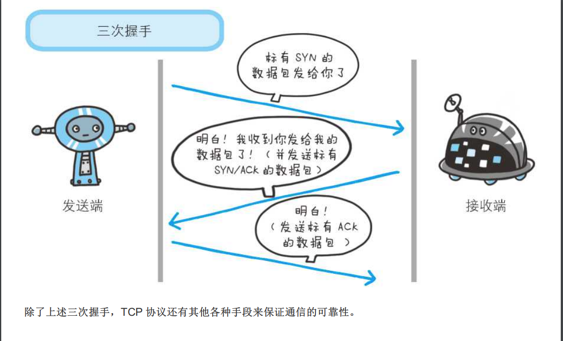 三次握手
标有 SYN 的
数据包发给你了
明白！我收到你发给我的
数据包了！（并发送标有
SYN/ACK 的数据包）
发送端
接收端
明白！
（发送标有 ACK
的数据包）
除了上述三次握手，TCP 协议还有其他各种手段来保证通信的可靠性。